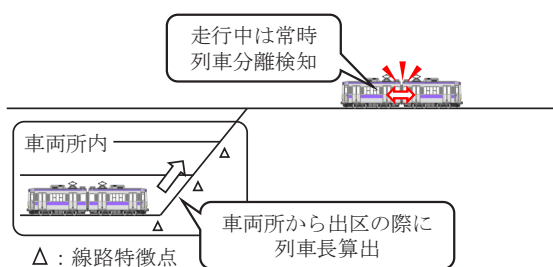 走行中は常時
列車分離検知
車両所内
車両所から出区の際に
列車長算出
△：線路特徴点